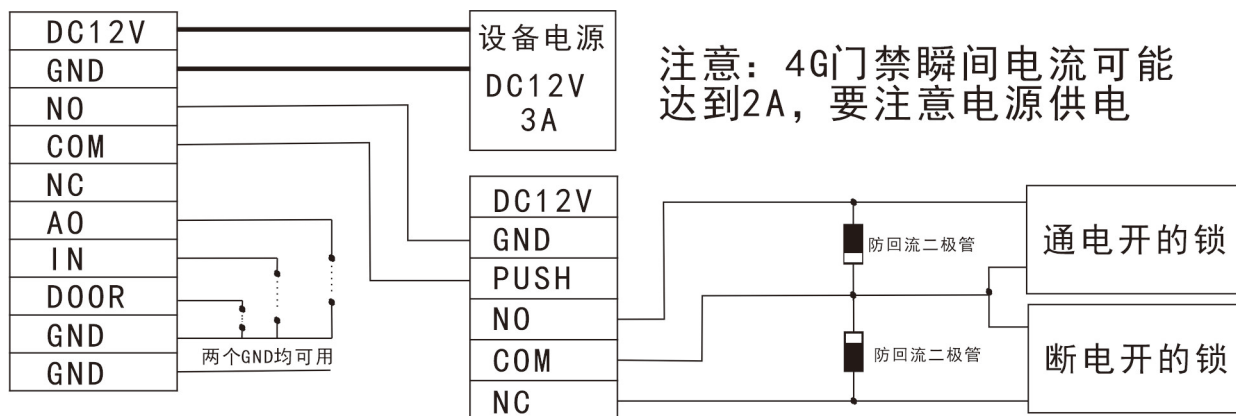 DC12V
GND
NO
COM
NC
AO
IN
DOOR
GND
GND
两个GND均可用
设备电源
DC12V
3A
注意：4G门禁瞬间电流可能
达到2A，要注意电源供电
DC12V
GND
PUSH
NO
COM
NC
防回流二极管
防回流二极管
通电开的锁
断电开的锁